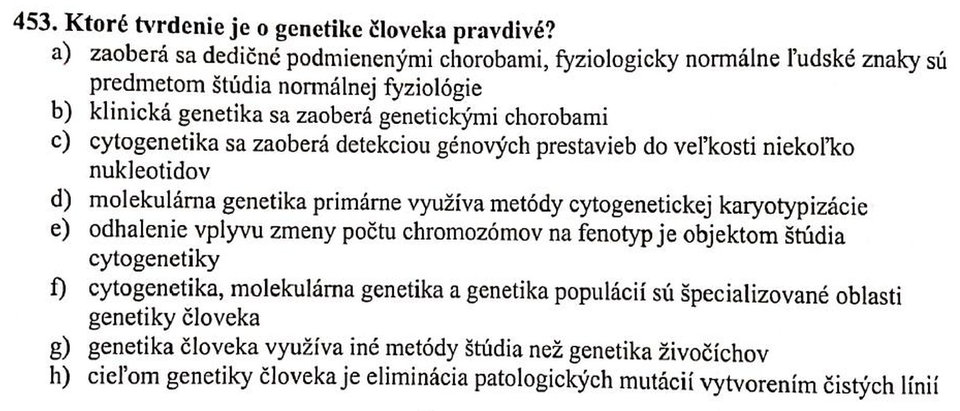 453. Ktoré tvrdenie je o genetike človeka pravdivé?
a) zaoberá sa dedičné podmienenými chorobami, fyziologicky normálne ľudské znaky sú
predmetom štúdia normálnej fyziológie
b) klinická genetika sa zaoberá genetickými chorobami
c) cytogenetika sa zaoberá detekciou génových prestavieb do veľkosti niekoľko
nukleotidov
d) molekulárna genetika primárne využíva metódy cytogenetickej karyotypizácie
e) odhalenie vplyvu zmeny počtu chromozómov na fenotyp je objektom štúdia
cytogenetiky
f) cytogenetika, molekulárna genetika a genetika populácií sú špecializované oblasti
genetiky človeka
g) genetika človeka využíva iné metódy štúdia než genetika živočíchov
h) cieľom genetiky človeka je eliminácia patologických mutácií vytvorením čistých línií